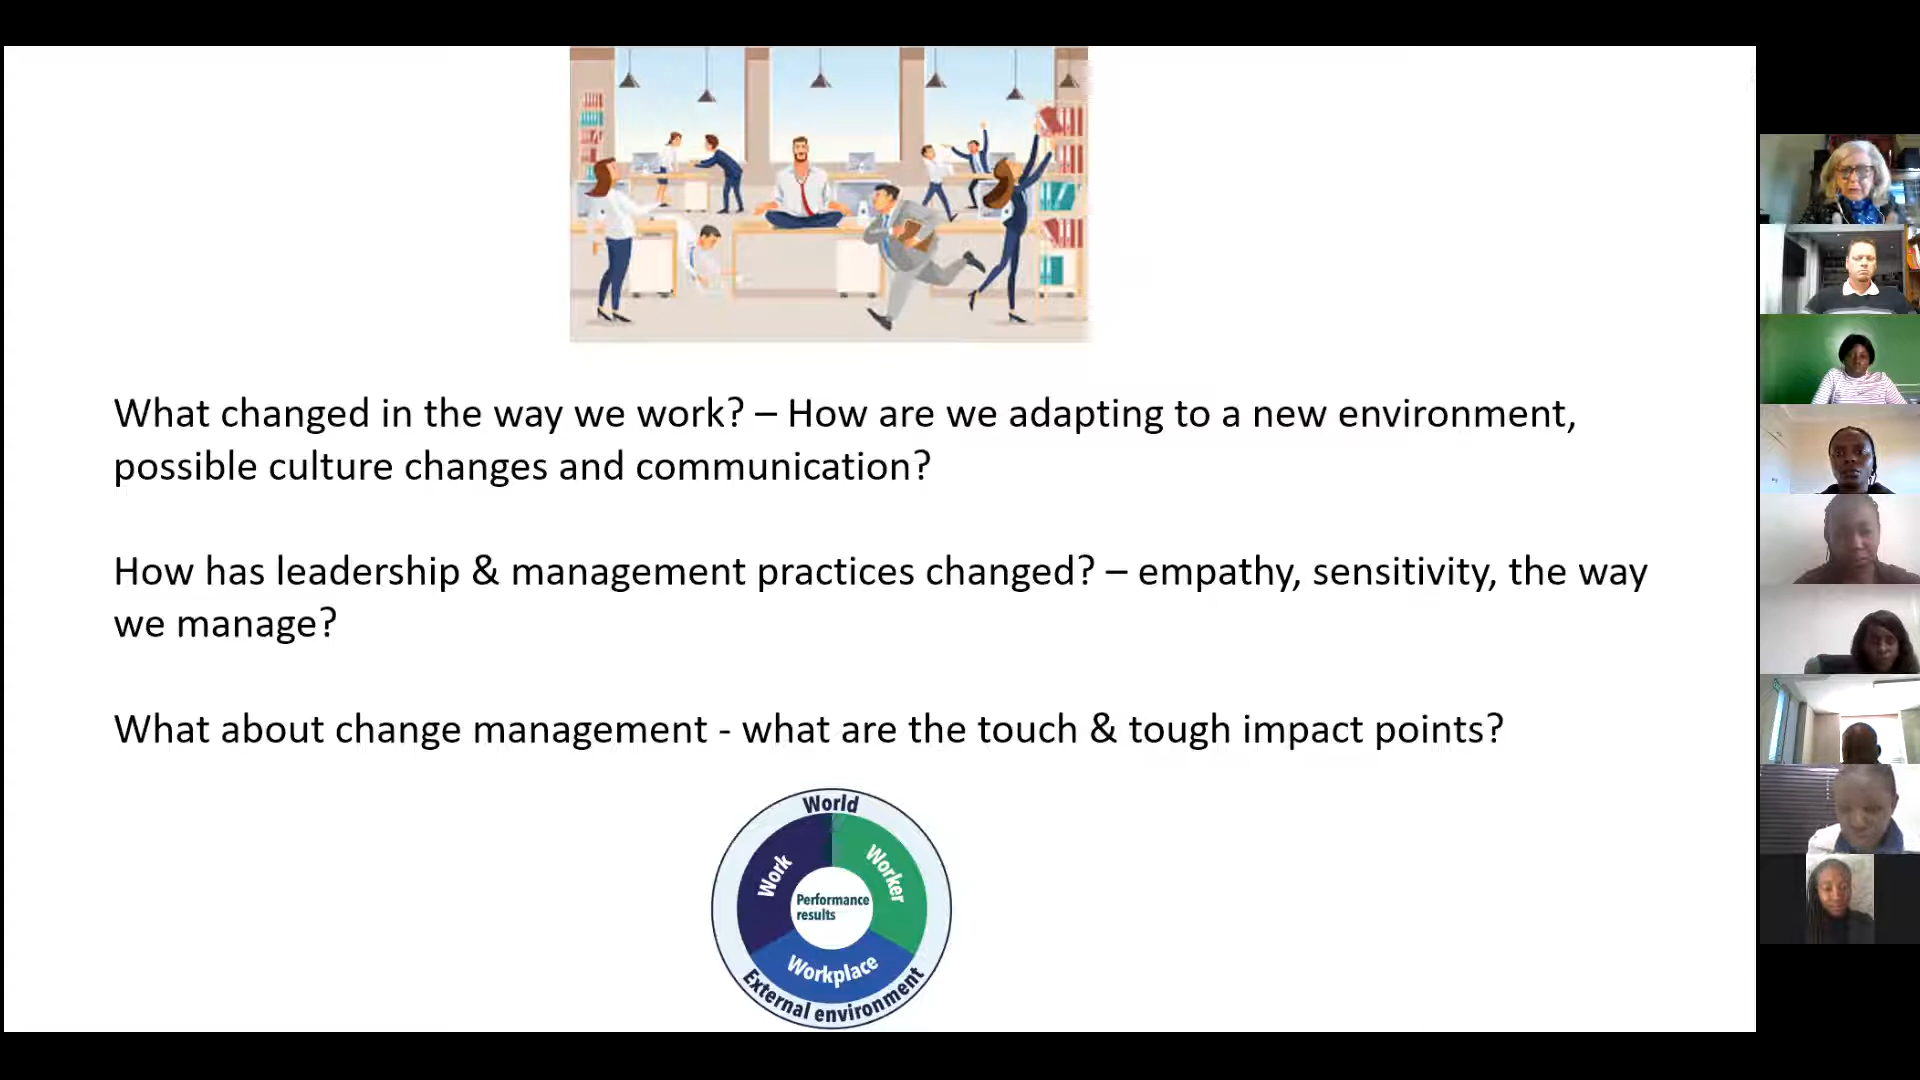 What changed in the way we work? – How are we adapting to a new environment,
possible culture changes and communication?
How has leadership & management practices changed? – empathy, sensitivity, the way
we manage?
What about change management - what are the touch & tough impact points?
World
Work
Worker
Performance
results
Workplace
External environment